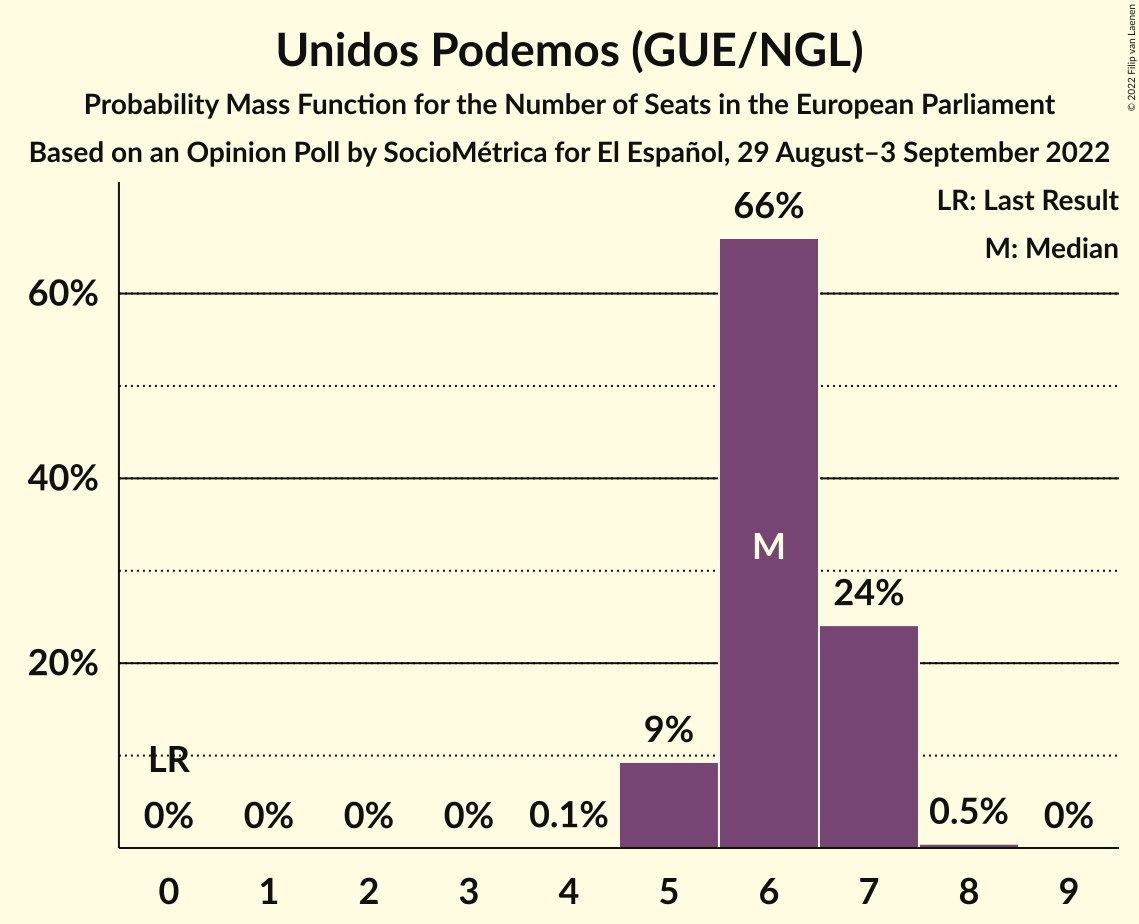 Unidos Podemos (GUE/NGL)
Probability Mass Function for the Number of Seats in the European Parliament
Based on an Opinion Poll by SocioMétrica for El Español, 29 August–3 September 2022
© 2022 Filip van Laenen
LR: Last Result
M: Median
60%
40%
20%
LR
0%
0%
0%
0%
0.1%
9%
66%
M
24%
0.5%
0%
0 1 2 3 4 5 6 7 8 9